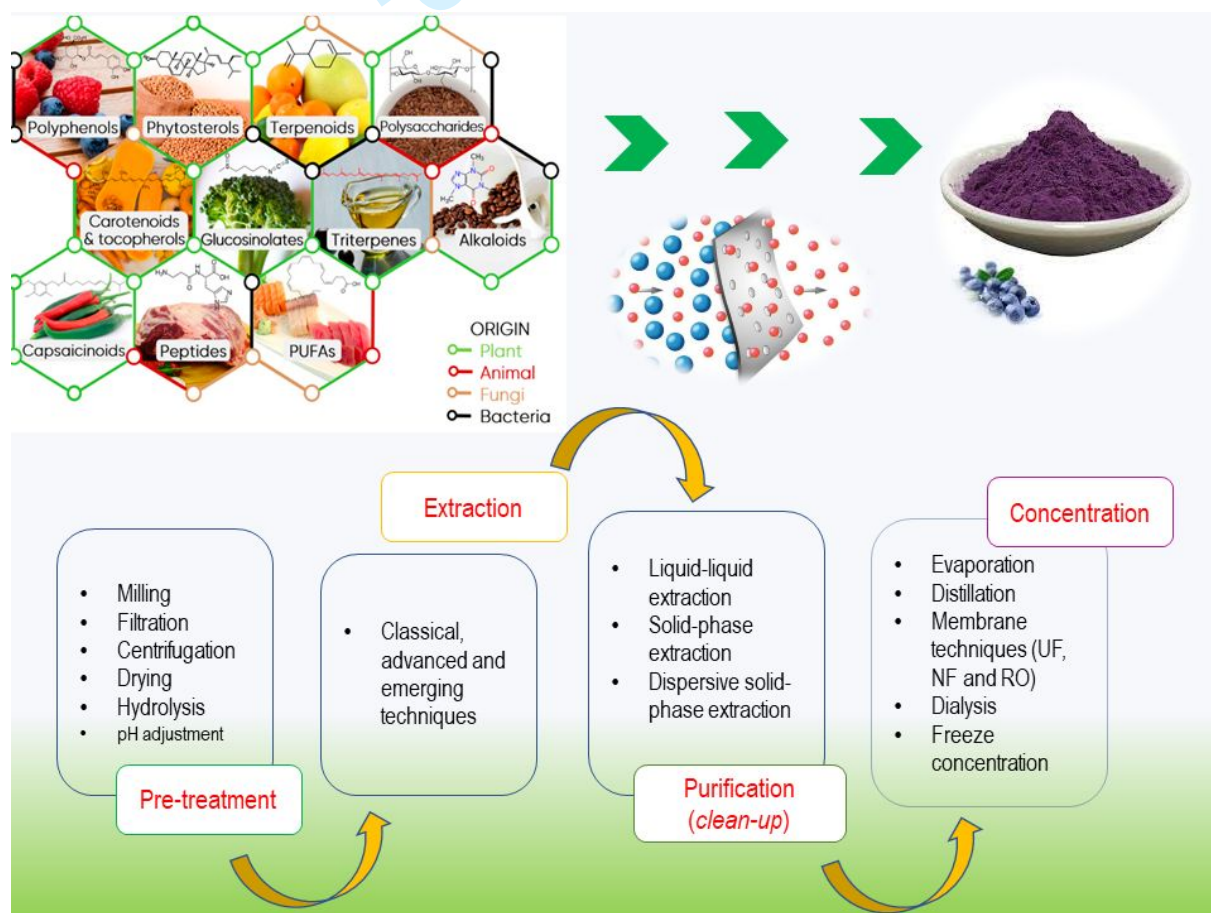 Polyphenols
Phytosterols
Terpenoids
Polysaccharides
Carotenoids
& tocopherols
Glucosinolates
Triterpenes
Alkaloids
Capsaicinoids
Peptides
PUFAs
ORIGIN
Plant
Animal
Fungi
Bacteria
Pre-treatment
• Milling
• Filtration
• Centrifugation
• Drying
• Hydrolysis
• pH adjustment
Extraction
• Classical,
advanced and
emerging
techniques
Purification
(clean-up)
• Liquid-liquid
extraction
• Solid-phase
extraction
• Dispersive solid-
phase extraction
Concentration
• Evaporation
• Distillation
• Membrane
techniques (UF,
NF and RO)
• Dialysis
• Freeze
concentration